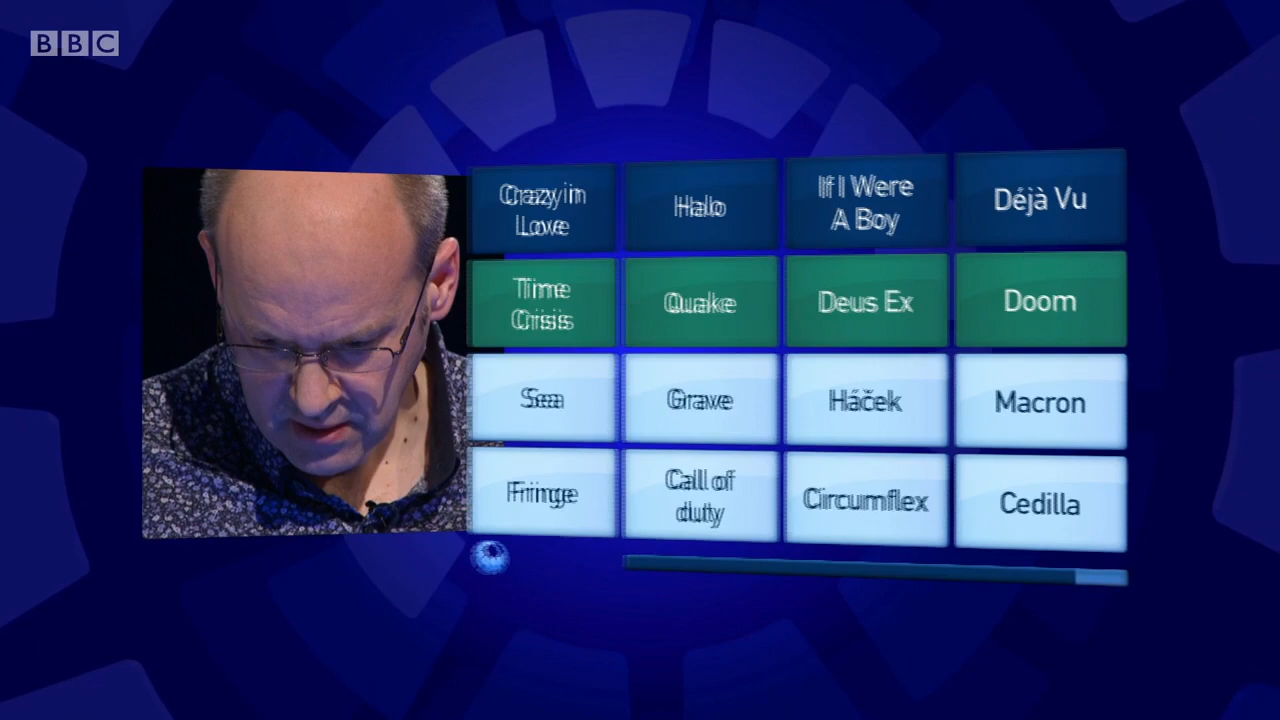 BBC
Crazy in
Love
Halo
If I Were
A Boy
Déjà Vu
Time
Crisis
Quake
Deus Ex
Doom
Sea
Grave
Háček
Macron
Fringe
Call of
duty
Circumflex
Cedilla